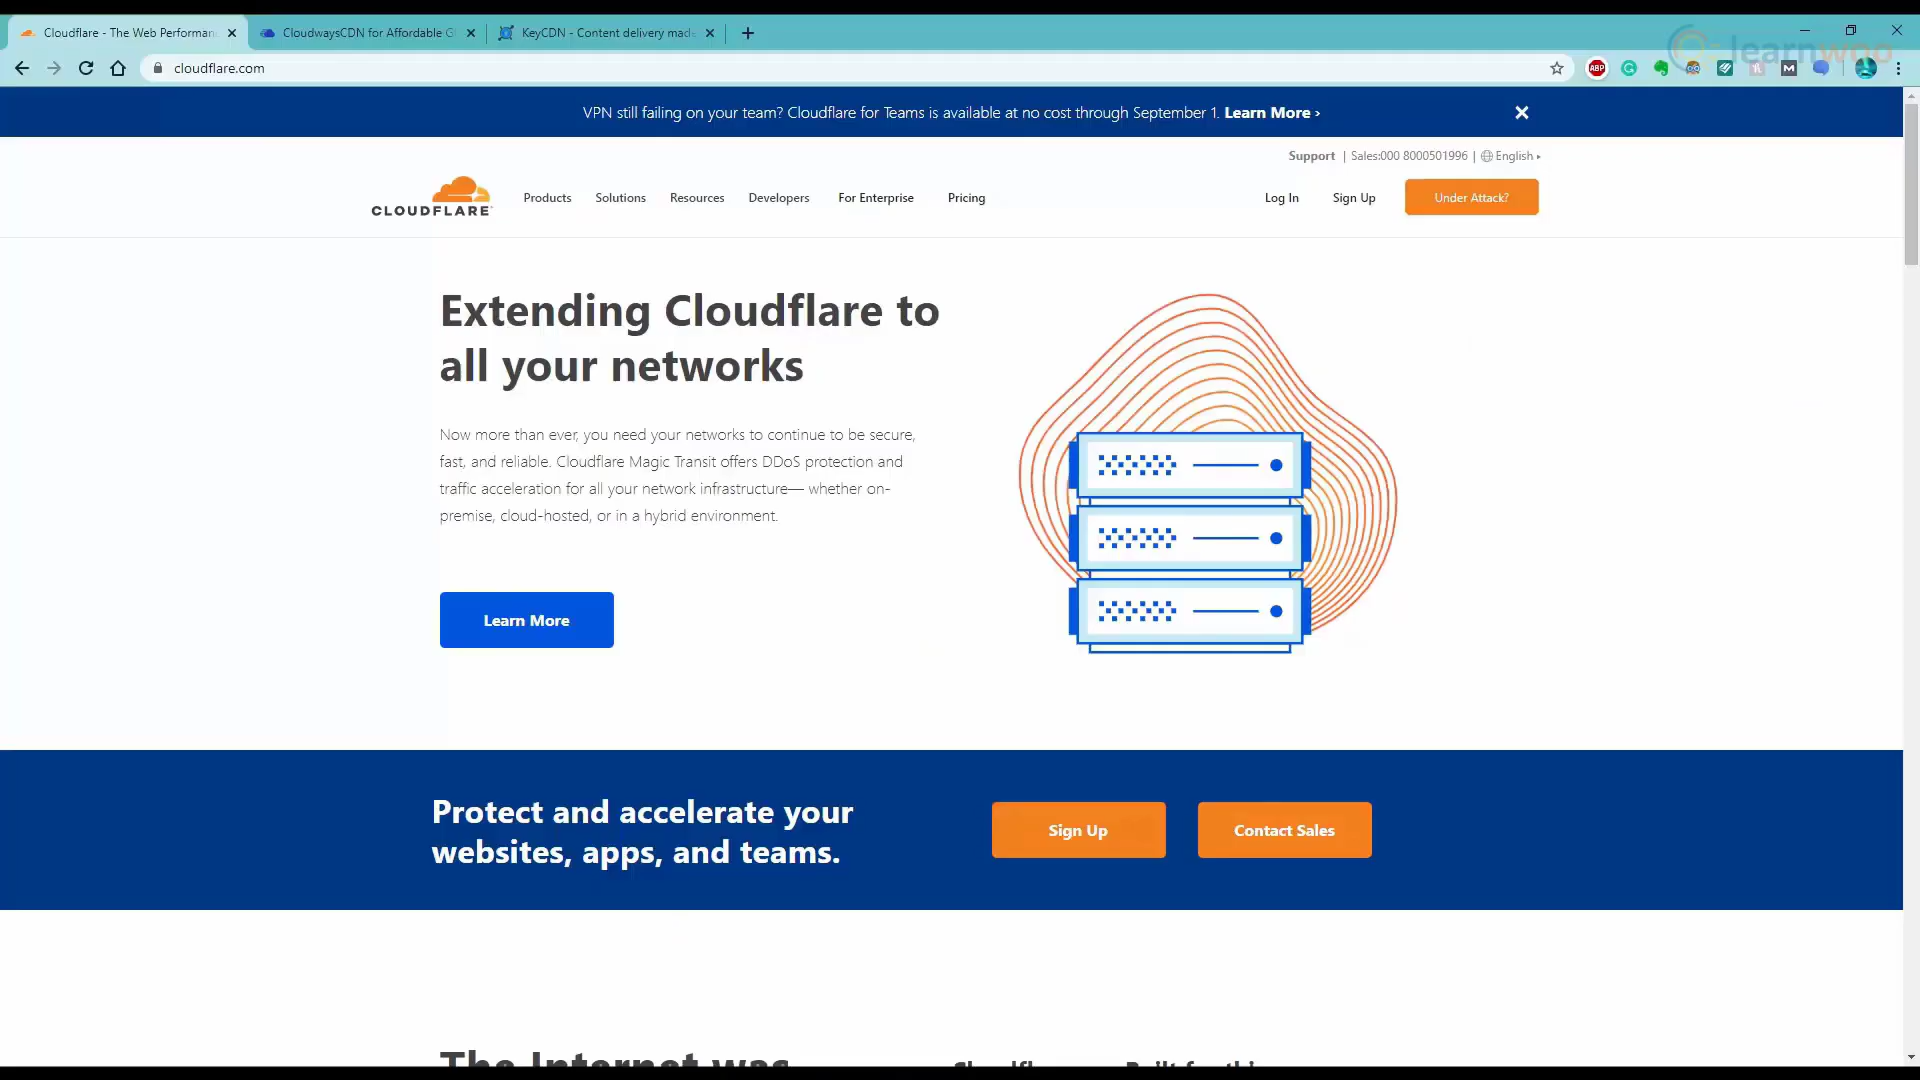 Cloudflare - The Web Performan
CloudwaysCDN for Affordable G
KeyCDN - Content delivery made
learnwoo
cloudflare.com
ABP
VPN still failing on your team? Cloudflare for Teams is available at no cost through September 1. Learn More ›
Support | Sales:000 8000501996 | English
CLOUDFLARE
Products Solutions Resources Developers For Enterprise Pricing
Log In Sign Up Under Attack?
Extending Cloudflare to
all your networks
Now more than ever, you need your networks to continue to be secure,
fast, and reliable. Cloudflare Magic Transit offers DDoS protection and
traffic acceleration for all your network infrastructure— whether on-
premise, cloud-hosted, or in a hybrid environment.
Learn More
Protect and accelerate your
websites, apps, and teams.
Sign Up
Contact Sales
The Internet was